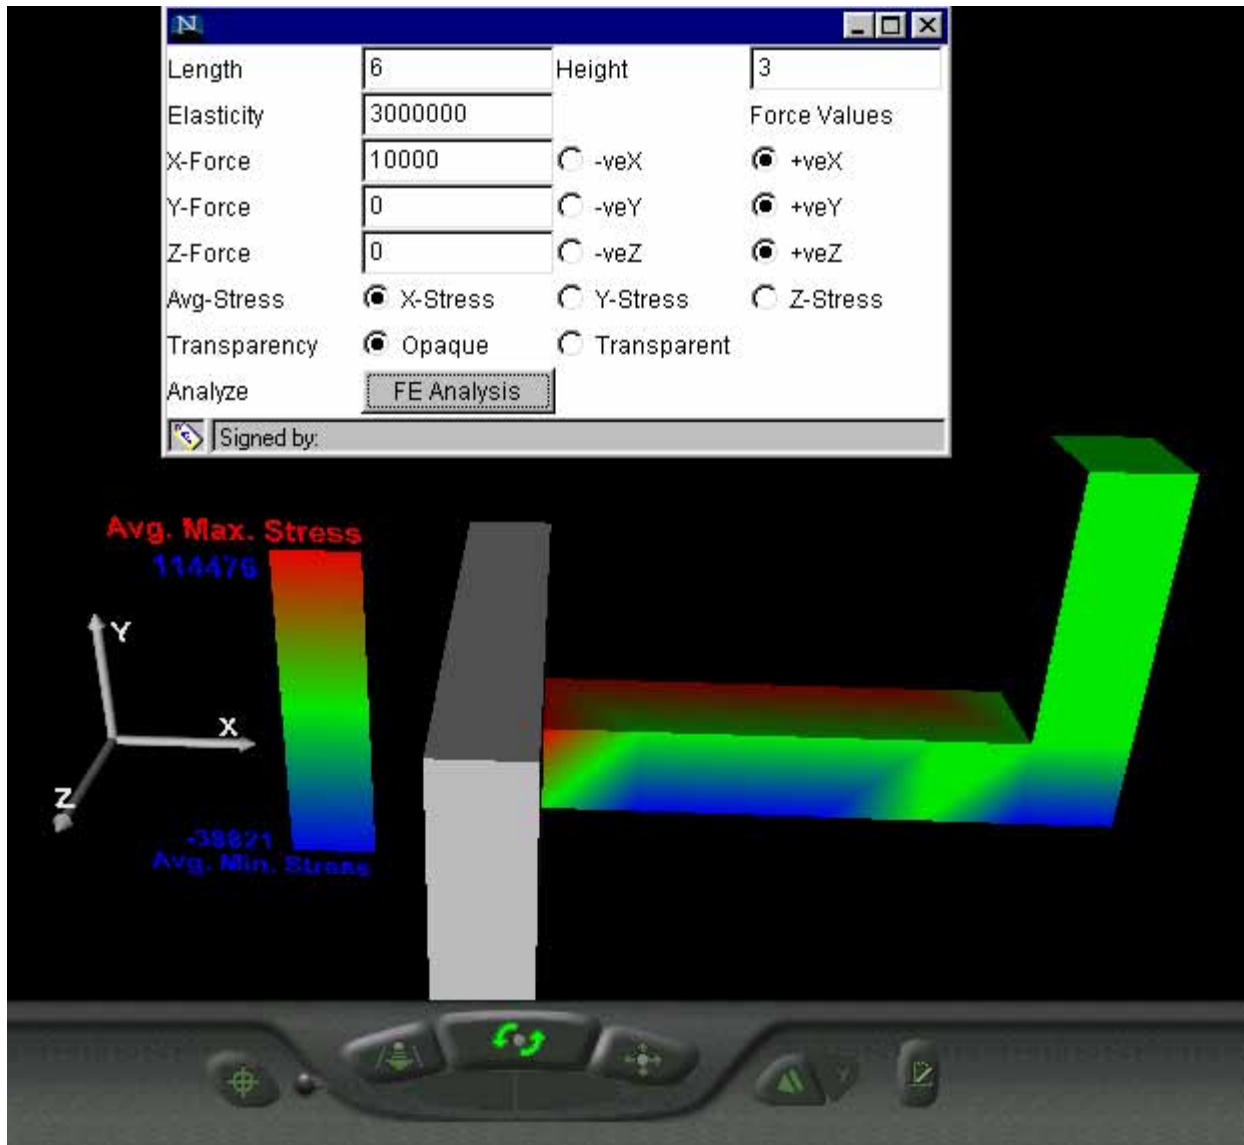 N
Length 6 Height 3
Elasticity 3000000 Force Values
X-Force 10000 -veX +veX
Y-Force 0 -veY +veY
Z-Force 0 -veZ +veZ
Avg-Stress X-Stress Y-Stress Z-Stress
Transparency Opaque Transparent
Analyze FE Analysis
Signed by:
Avg. Max. Stress
114476
Y
X
Z
Avg. Min. Stress